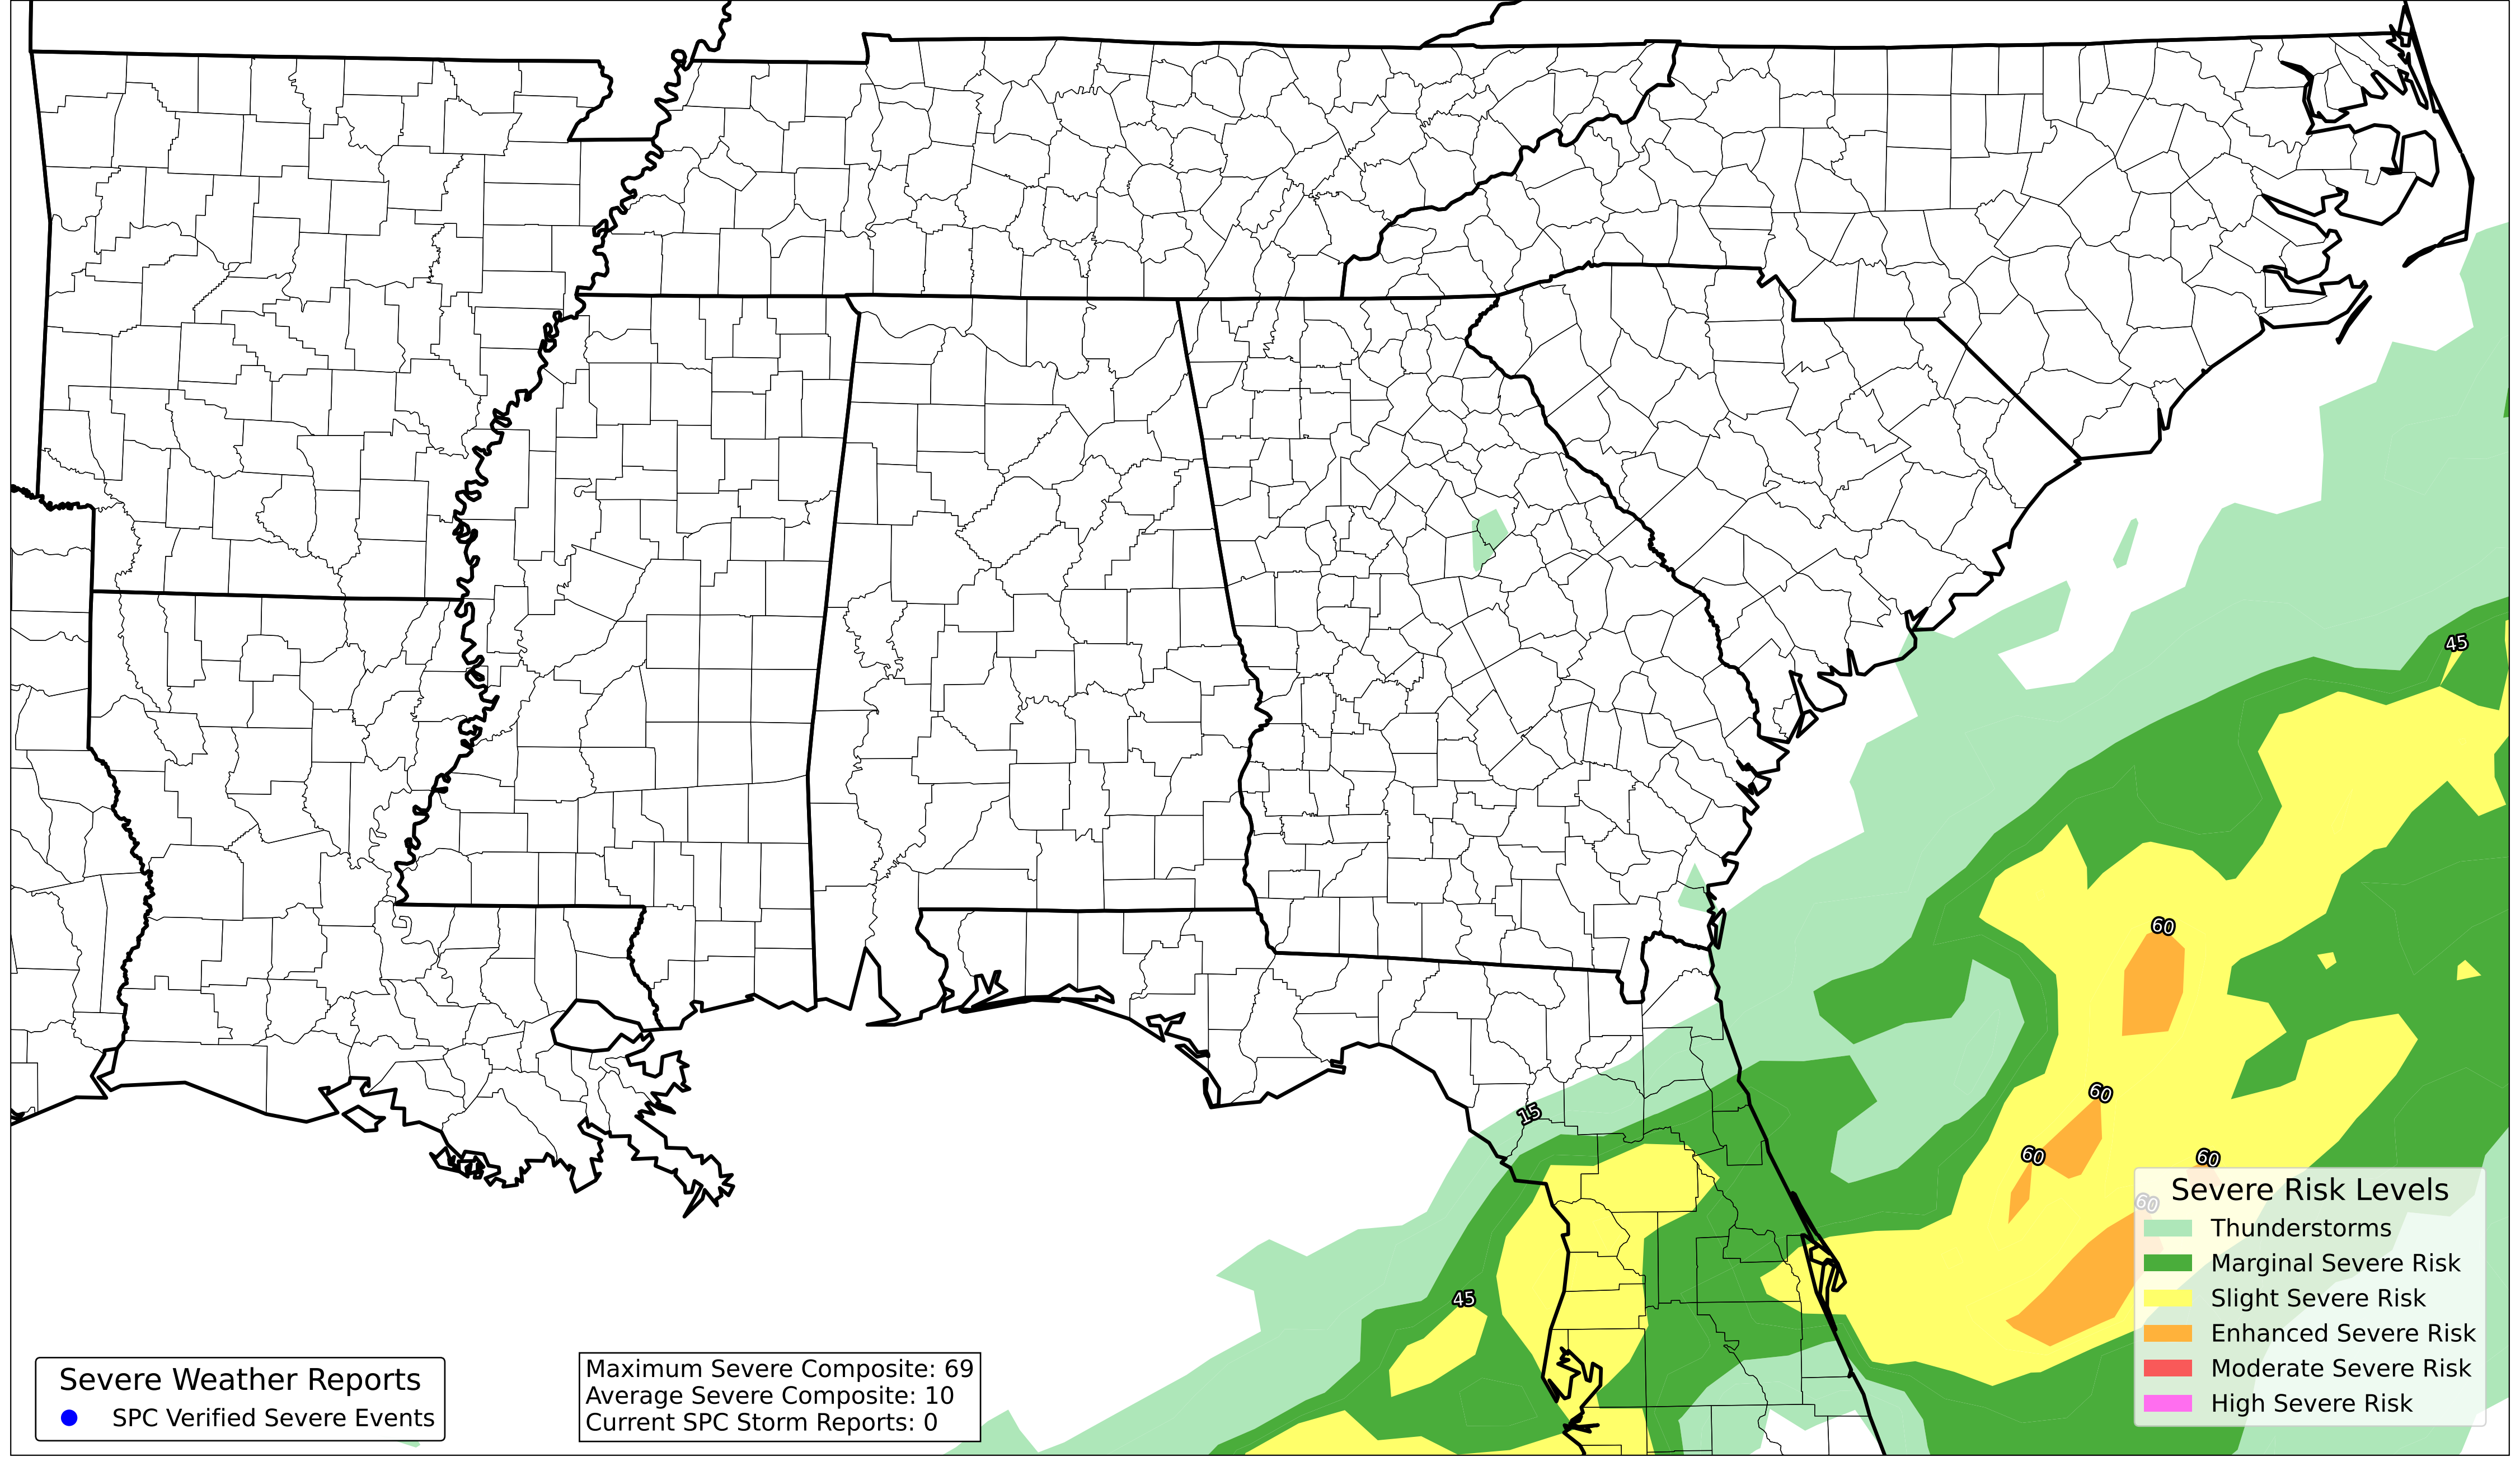 45
60
60
15
60
60
60
45
Severe Risk Levels
Thunderstorms
Marginal Severe Risk
Slight Severe Risk
Enhanced Severe Risk
Moderate Severe Risk
High Severe Risk
Severe Weather Reports
SPC Verified Severe Events
Maximum Severe Composite: 69
Average Severe Composite: 10
Current SPC Storm Reports: 0